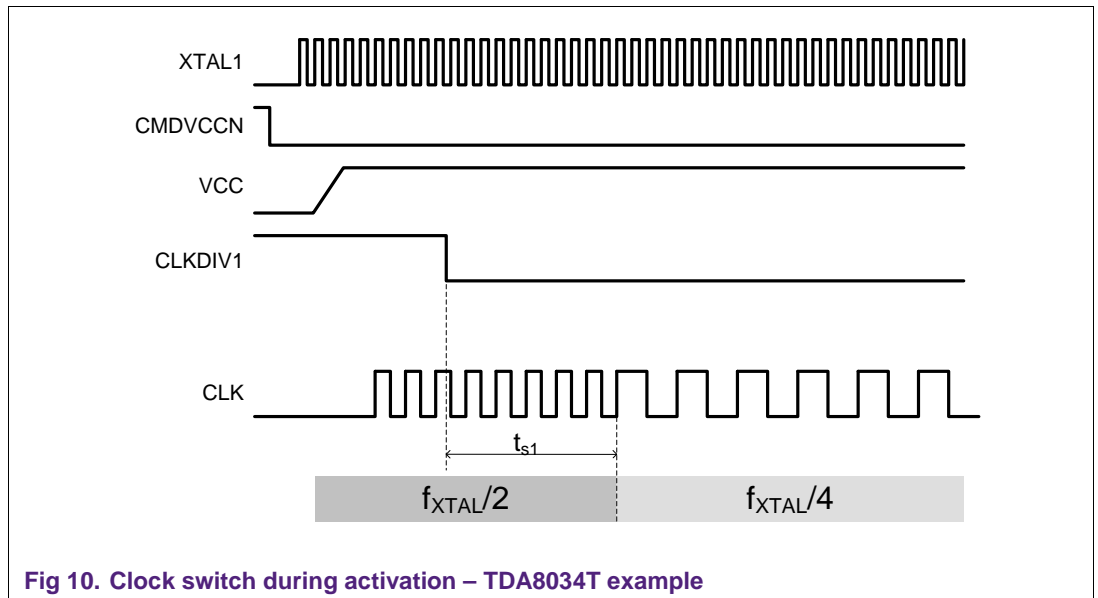 XTAL1
CMDVCCN
VCC
CLKDIV1
CLK
ts1
fXTAL/2
fXTAL/4
Fig 10. Clock switch during activation – TDA8034T example